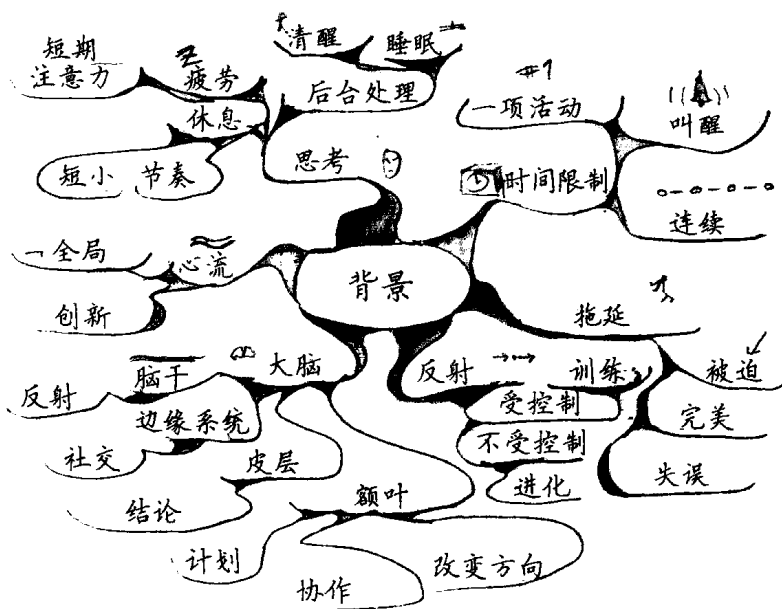 短期
注意力
疲劳
清醒
睡眠
后台处理
休息
短小
节奏
思考
#1
一项活动
叫醒
时间限制
连续
全局
心流
创新
背景
拖延
被迫
完美
失误
反射
脑干
大脑
边缘系统
社交
皮层
结论
额叶
计划
协作
改变方向
反射
训练
受控制
不受控制
进化